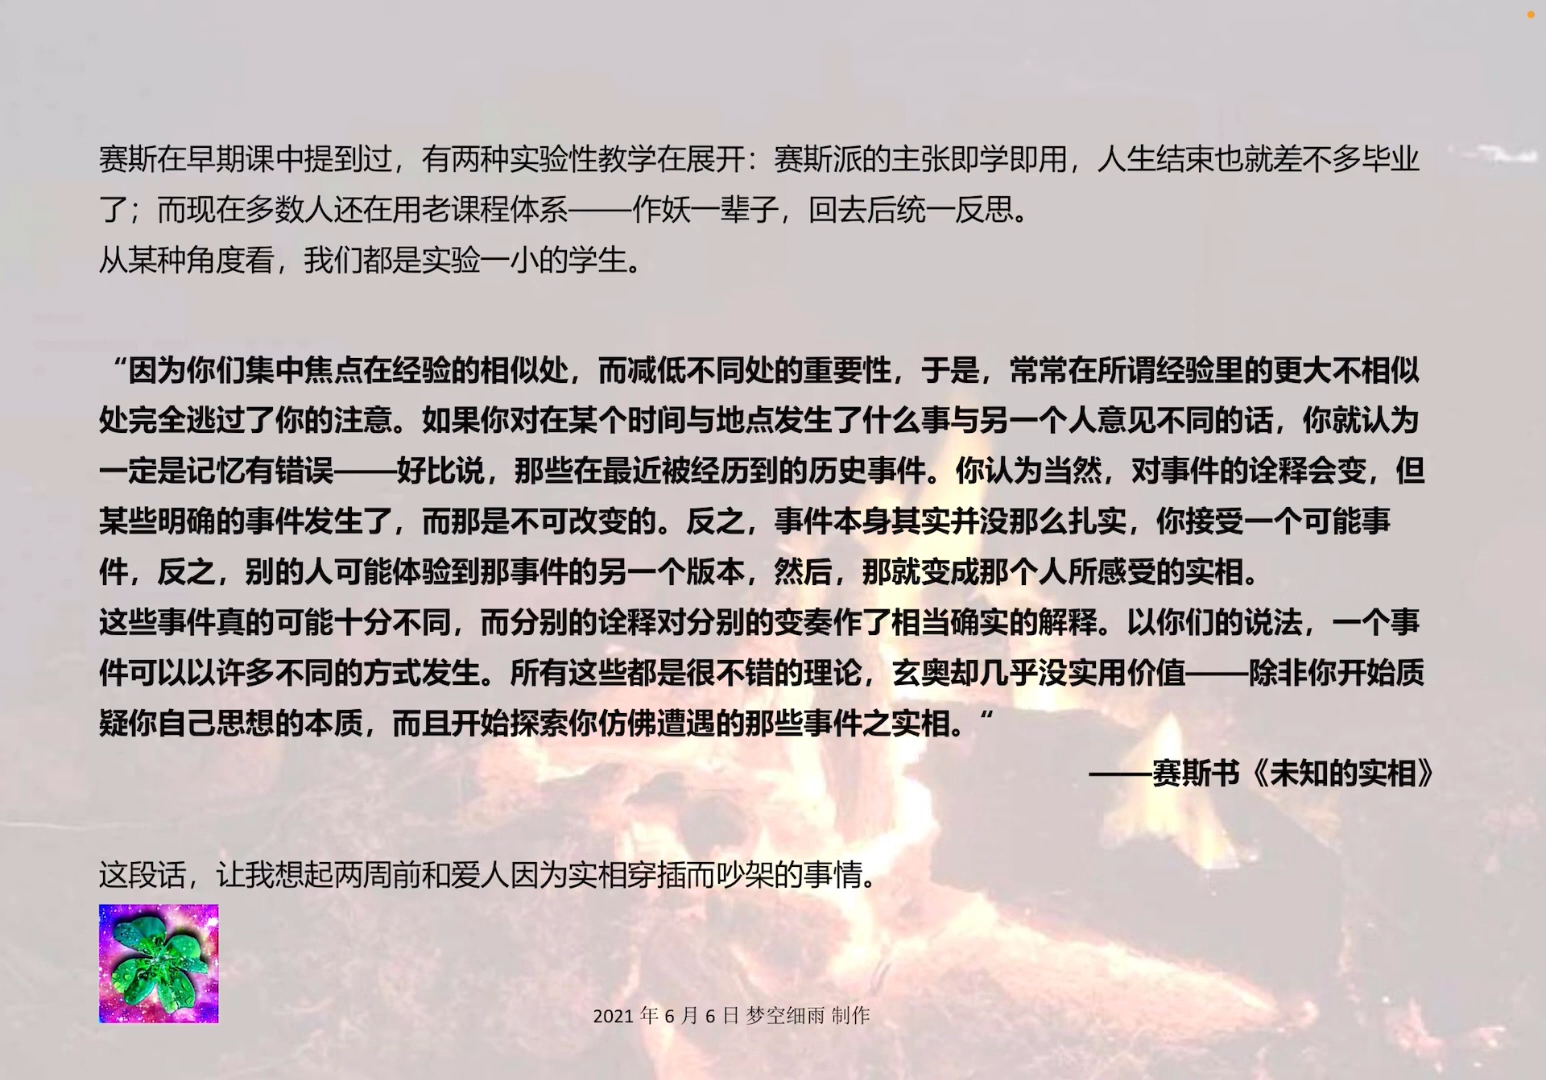 赛斯在早期课中提到过，有两种实验性教学在展开：赛斯派的主张即学即用，人生结束也就差不多毕业
了；而现在多数人还在用老课程体系——作妖一辈子，回去后统一反思。
从某种角度看，我们都是实验一小的学生。
“因为你们集中焦点在经验的相似处，而减低不同处的重要性，于是，常常在所谓经验里的更大不相似
处完全逃过了你的注意。如果你对在某个时间与地点发生了什么事与另一个人意见不同的话，你就认为
一定是记忆有错误——好比说，那些在最近被经历到的历史事件。你认为当然，对事件的诠释会变，但
某些明确的事件发生了，而那是不可改变的。反之，事件本身其实并没那么扎实，你接受一个可能事
件，反之，别的人可能体验到那事件的另一个版本，然后，那就变成那个人所感受的实相。
这些事件真的可能十分不同，而分别的诠释对分别的变奏作了相当确实的解释。以你们的说法，一个事
件可以以许多不同的方式发生。所有这些都是很不错的理论，玄奥却几乎没实用价值——除非你开始质
疑你自己思想的本质，而且开始探索你仿佛遭遇的那些事件之实相。“
——赛斯书《未知的实相》
这段话，让我想起两周前和爱人因为实相穿插而吵架的事情。
2021 年 6 月 6 日 梦空细雨 制作